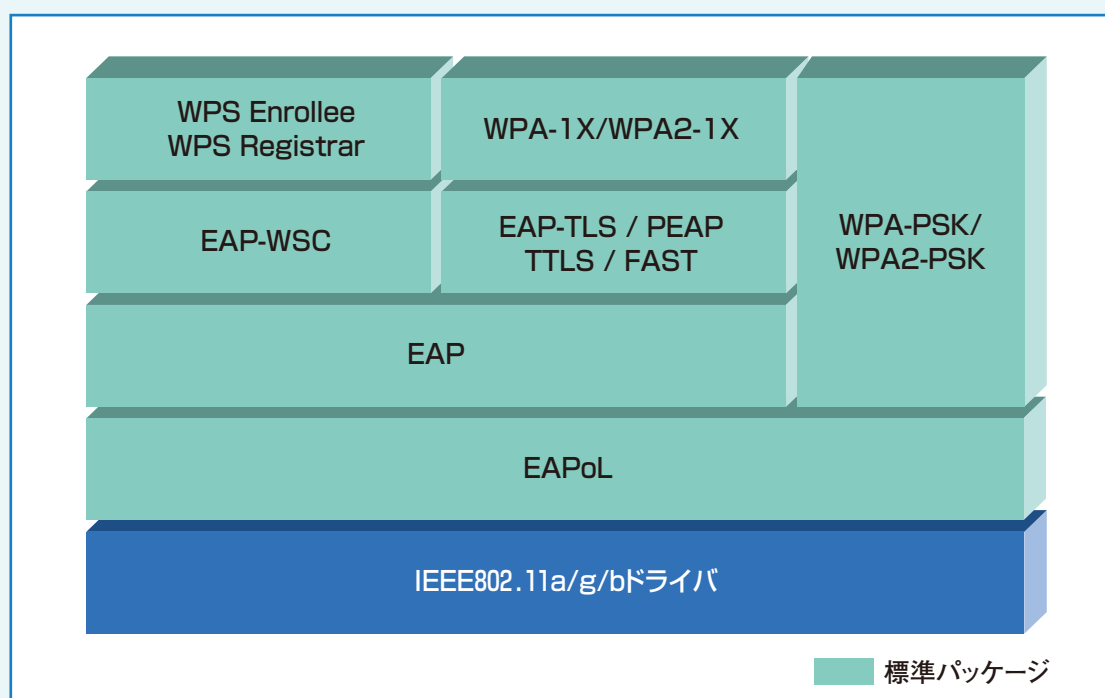 WPS Enrollee
WPS Registrar
WPA-1X/WPA2-1X
EAP-WSC
EAP-TLS / PEAP
TTLS / FAST
WPA-PSK/
WPA2-PSK
EAP
EAPoL
IEEE802.11a/g/bドライバ
標準パッケージ